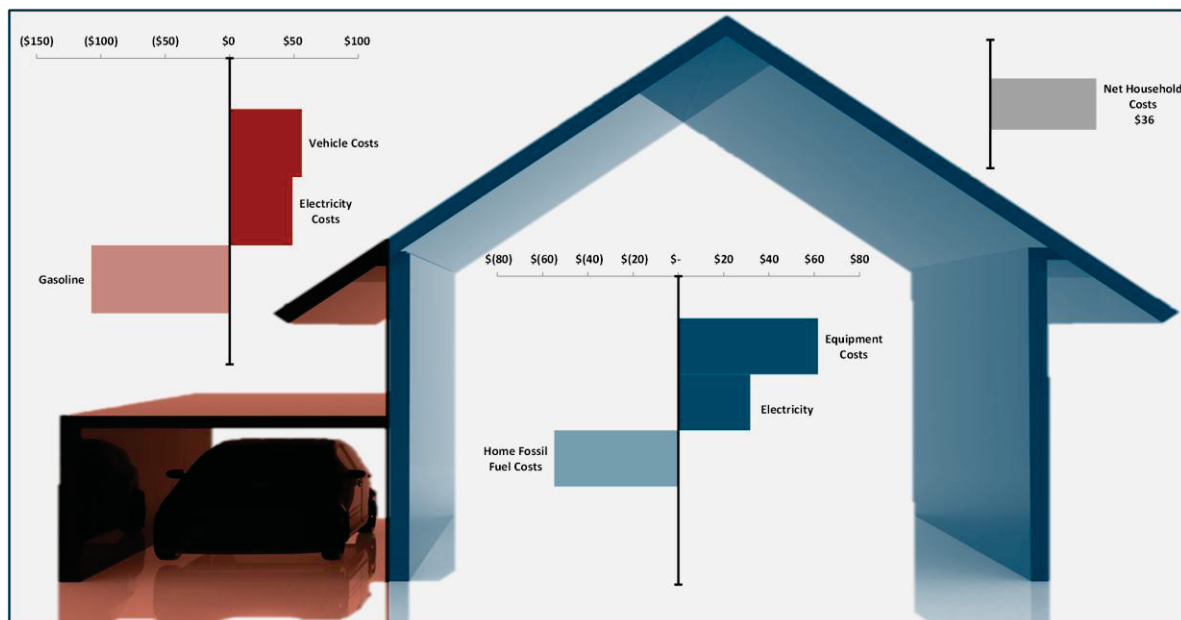 ($150) ($100) ($50) $0 $50 $100
Vehicle Costs
Electricity
Costs
Gasoline
Net Household
Costs
$36
$(80) $(60) $(40) $(20) $- $20 $40 $60 $80
Equipment
Costs
Electricity
Home Fossil
Fuel Costs